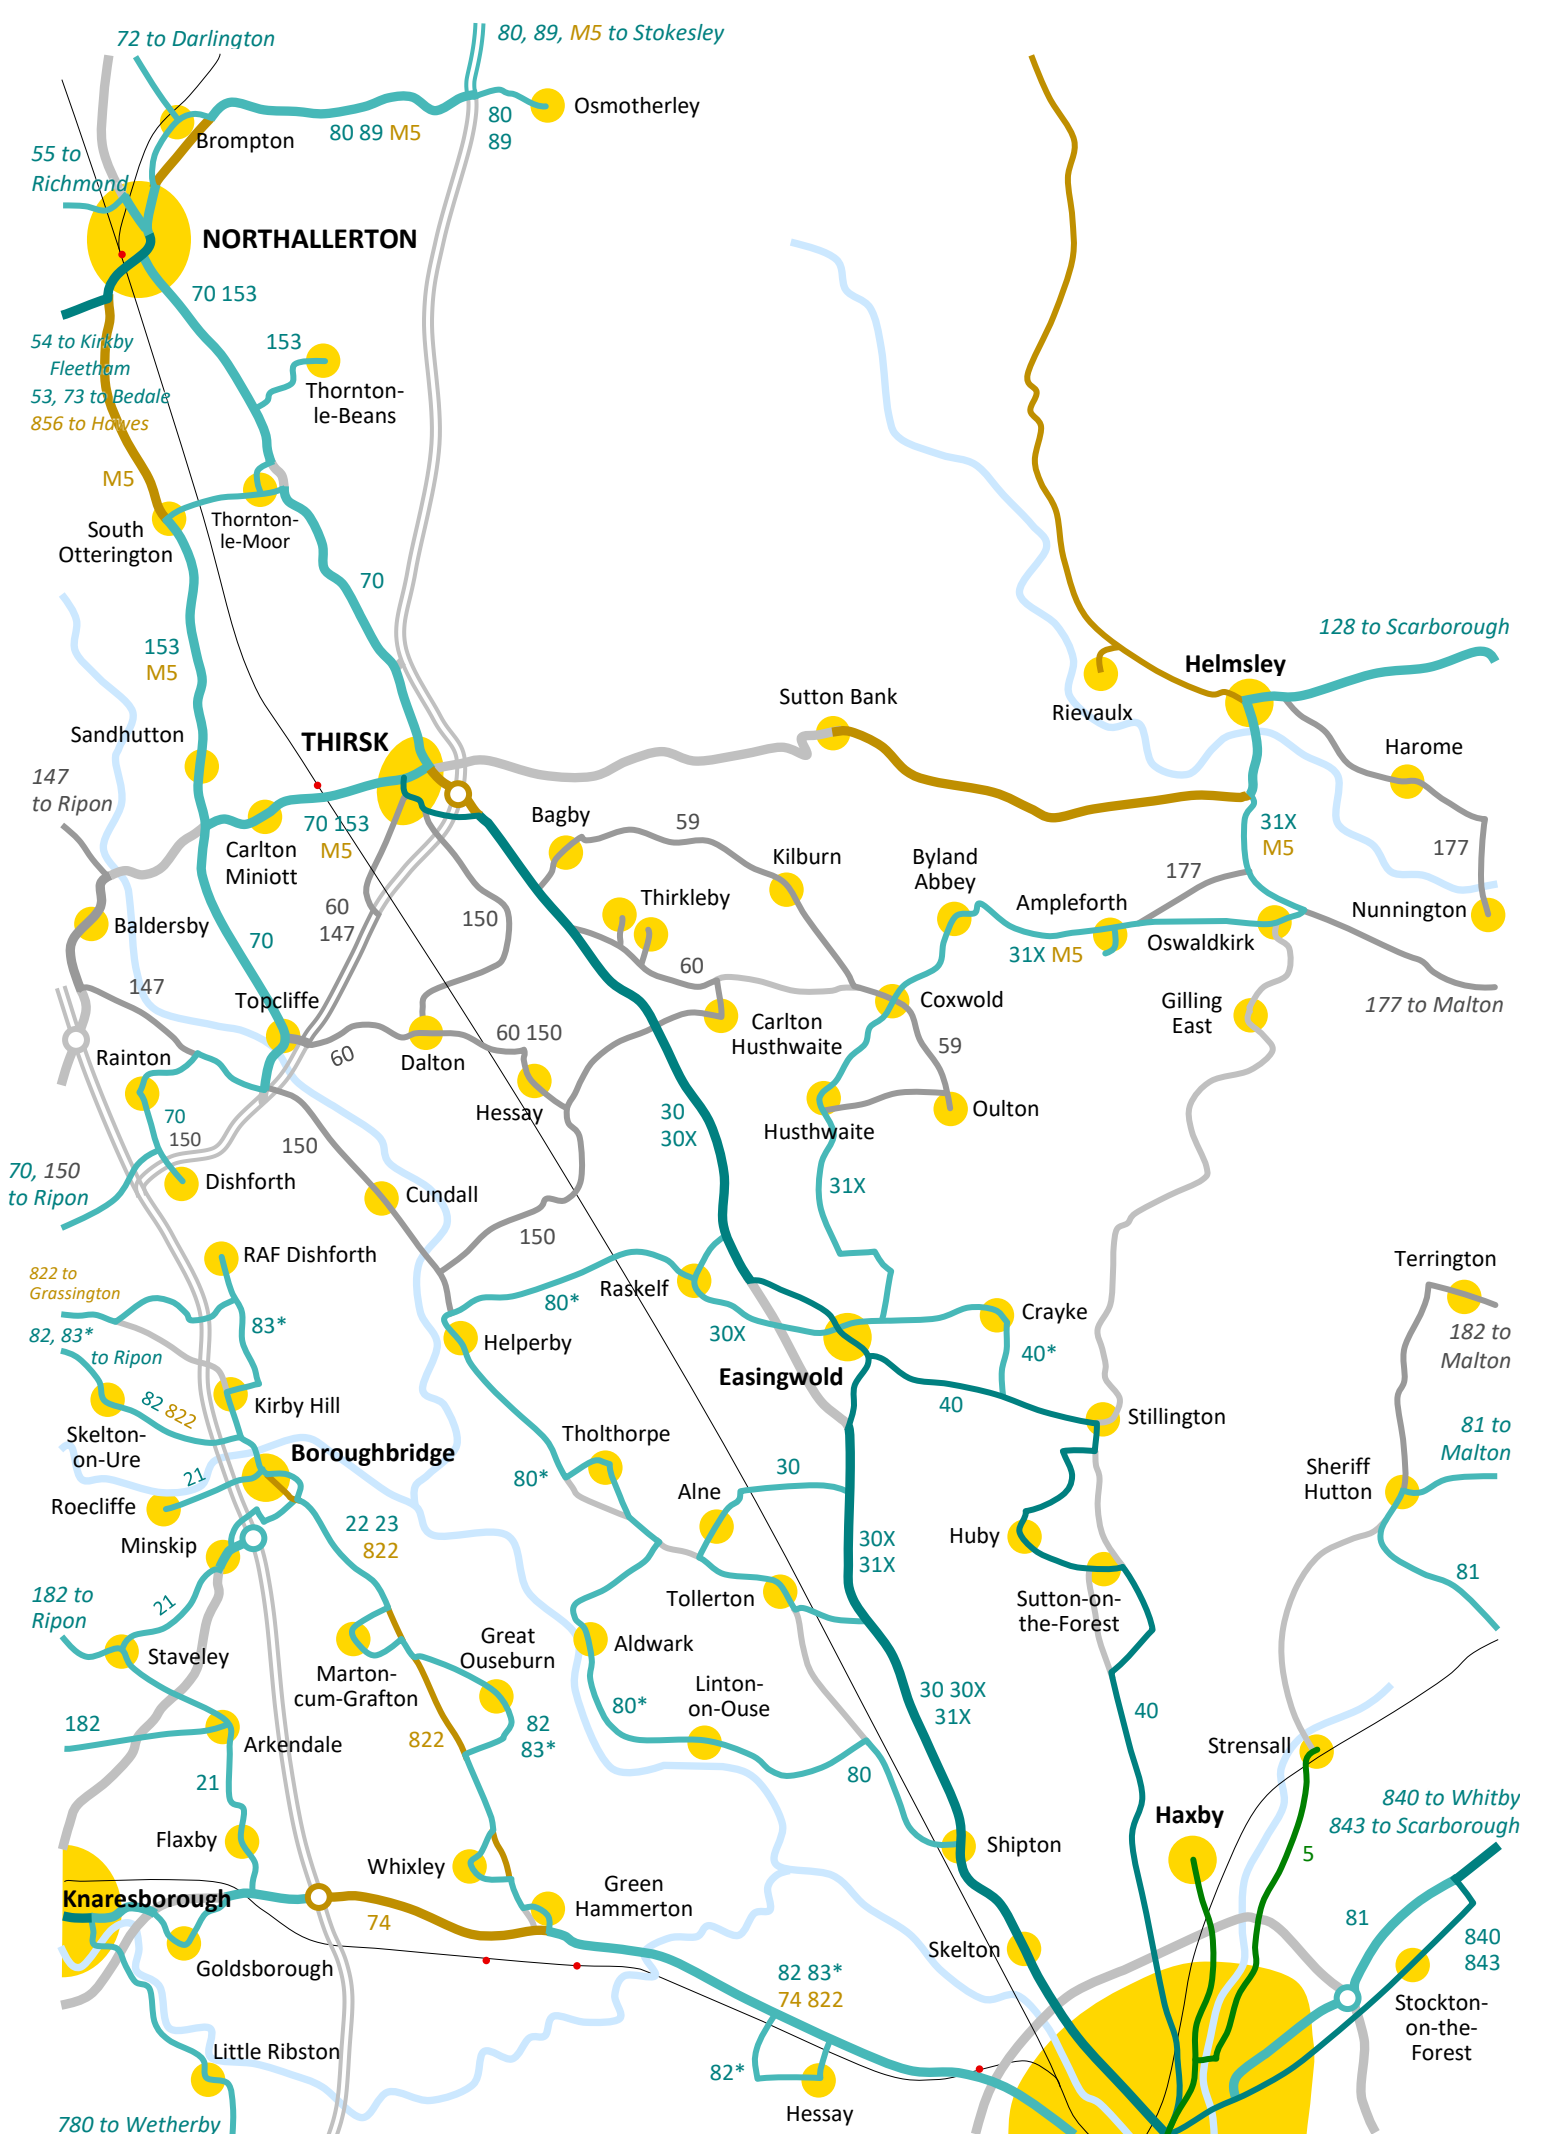 72 to Darlington
80, 89, M5 to Stokesley
Osmotherley
80
89
80 89 M5
Brompton
55 to
Richmond
NORTHALLERTON
70 153
54 to Kirkby
Fleetham
53, 73 to Bedale
856 to Hawes
153
Thornton-
le-Beans
M5
South
Otterington
Thornton-
le-Moor
70
153
M5
128 to Scarborough
Helmsley
Rievaulx
Sutton Bank
Harome
Sandhutton
THIRSK
147
to Ripon
70 153
M5
Carlton
Miniott
Bagby
59
Kilburn
Byland
Abbey
31X
M5
177
177
Thirkleby
Ampleforth
Nunnington
60
147
150
Baldersby
70
31X M5
Oswaldkirk
60
147
Topcliffe
Coxwold
Gilling
East
177 to Malton
Carlton
Husthwaite
60 150
59
Rainton
60
Dalton
Hessay
Oulton
70
150
30
30X
Husthwaite
150
70, 150
to Ripon
Dishforth
Cundall
31X
150
RAF Dishforth
Terrington
822 to
Grassington
Raskelf
80*
83*
30X
Crayke
82, 83*
to Ripon
Helperby
40*
182 to
Malton
Easingwold
82 822
Kirby Hill
40
Stillington
Skelton-
on-Ure
Boroughbridge
Tholthorpe
81 to
Malton
21
80*
30
Sheriff
Hutton
Roecliffe
Alne
22 23
822
Huby
30X
31X
Minskip
81
182 to
Ripon
21
Tollerton
Sutton-on-
the-Forest
Staveley
Great
Ouseburn
Aldwark
Marton-
cum-Grafton
Linton-
on-Ouse
80*
30 30X
31X
40
182
Arkendale
822
82
83*
Strensall
21
80
840 to Whitby
843 to Scarborough
Haxby
Flaxby
Shipton
5
Whixley
Knaresborough
Green
Hammerton
74
81
840
843
Skelton
Goldsborough
82 83*
74 822
Stockton-
on-the-
Forest
Little Ribston
82*
Hessay
780 to Wetherby